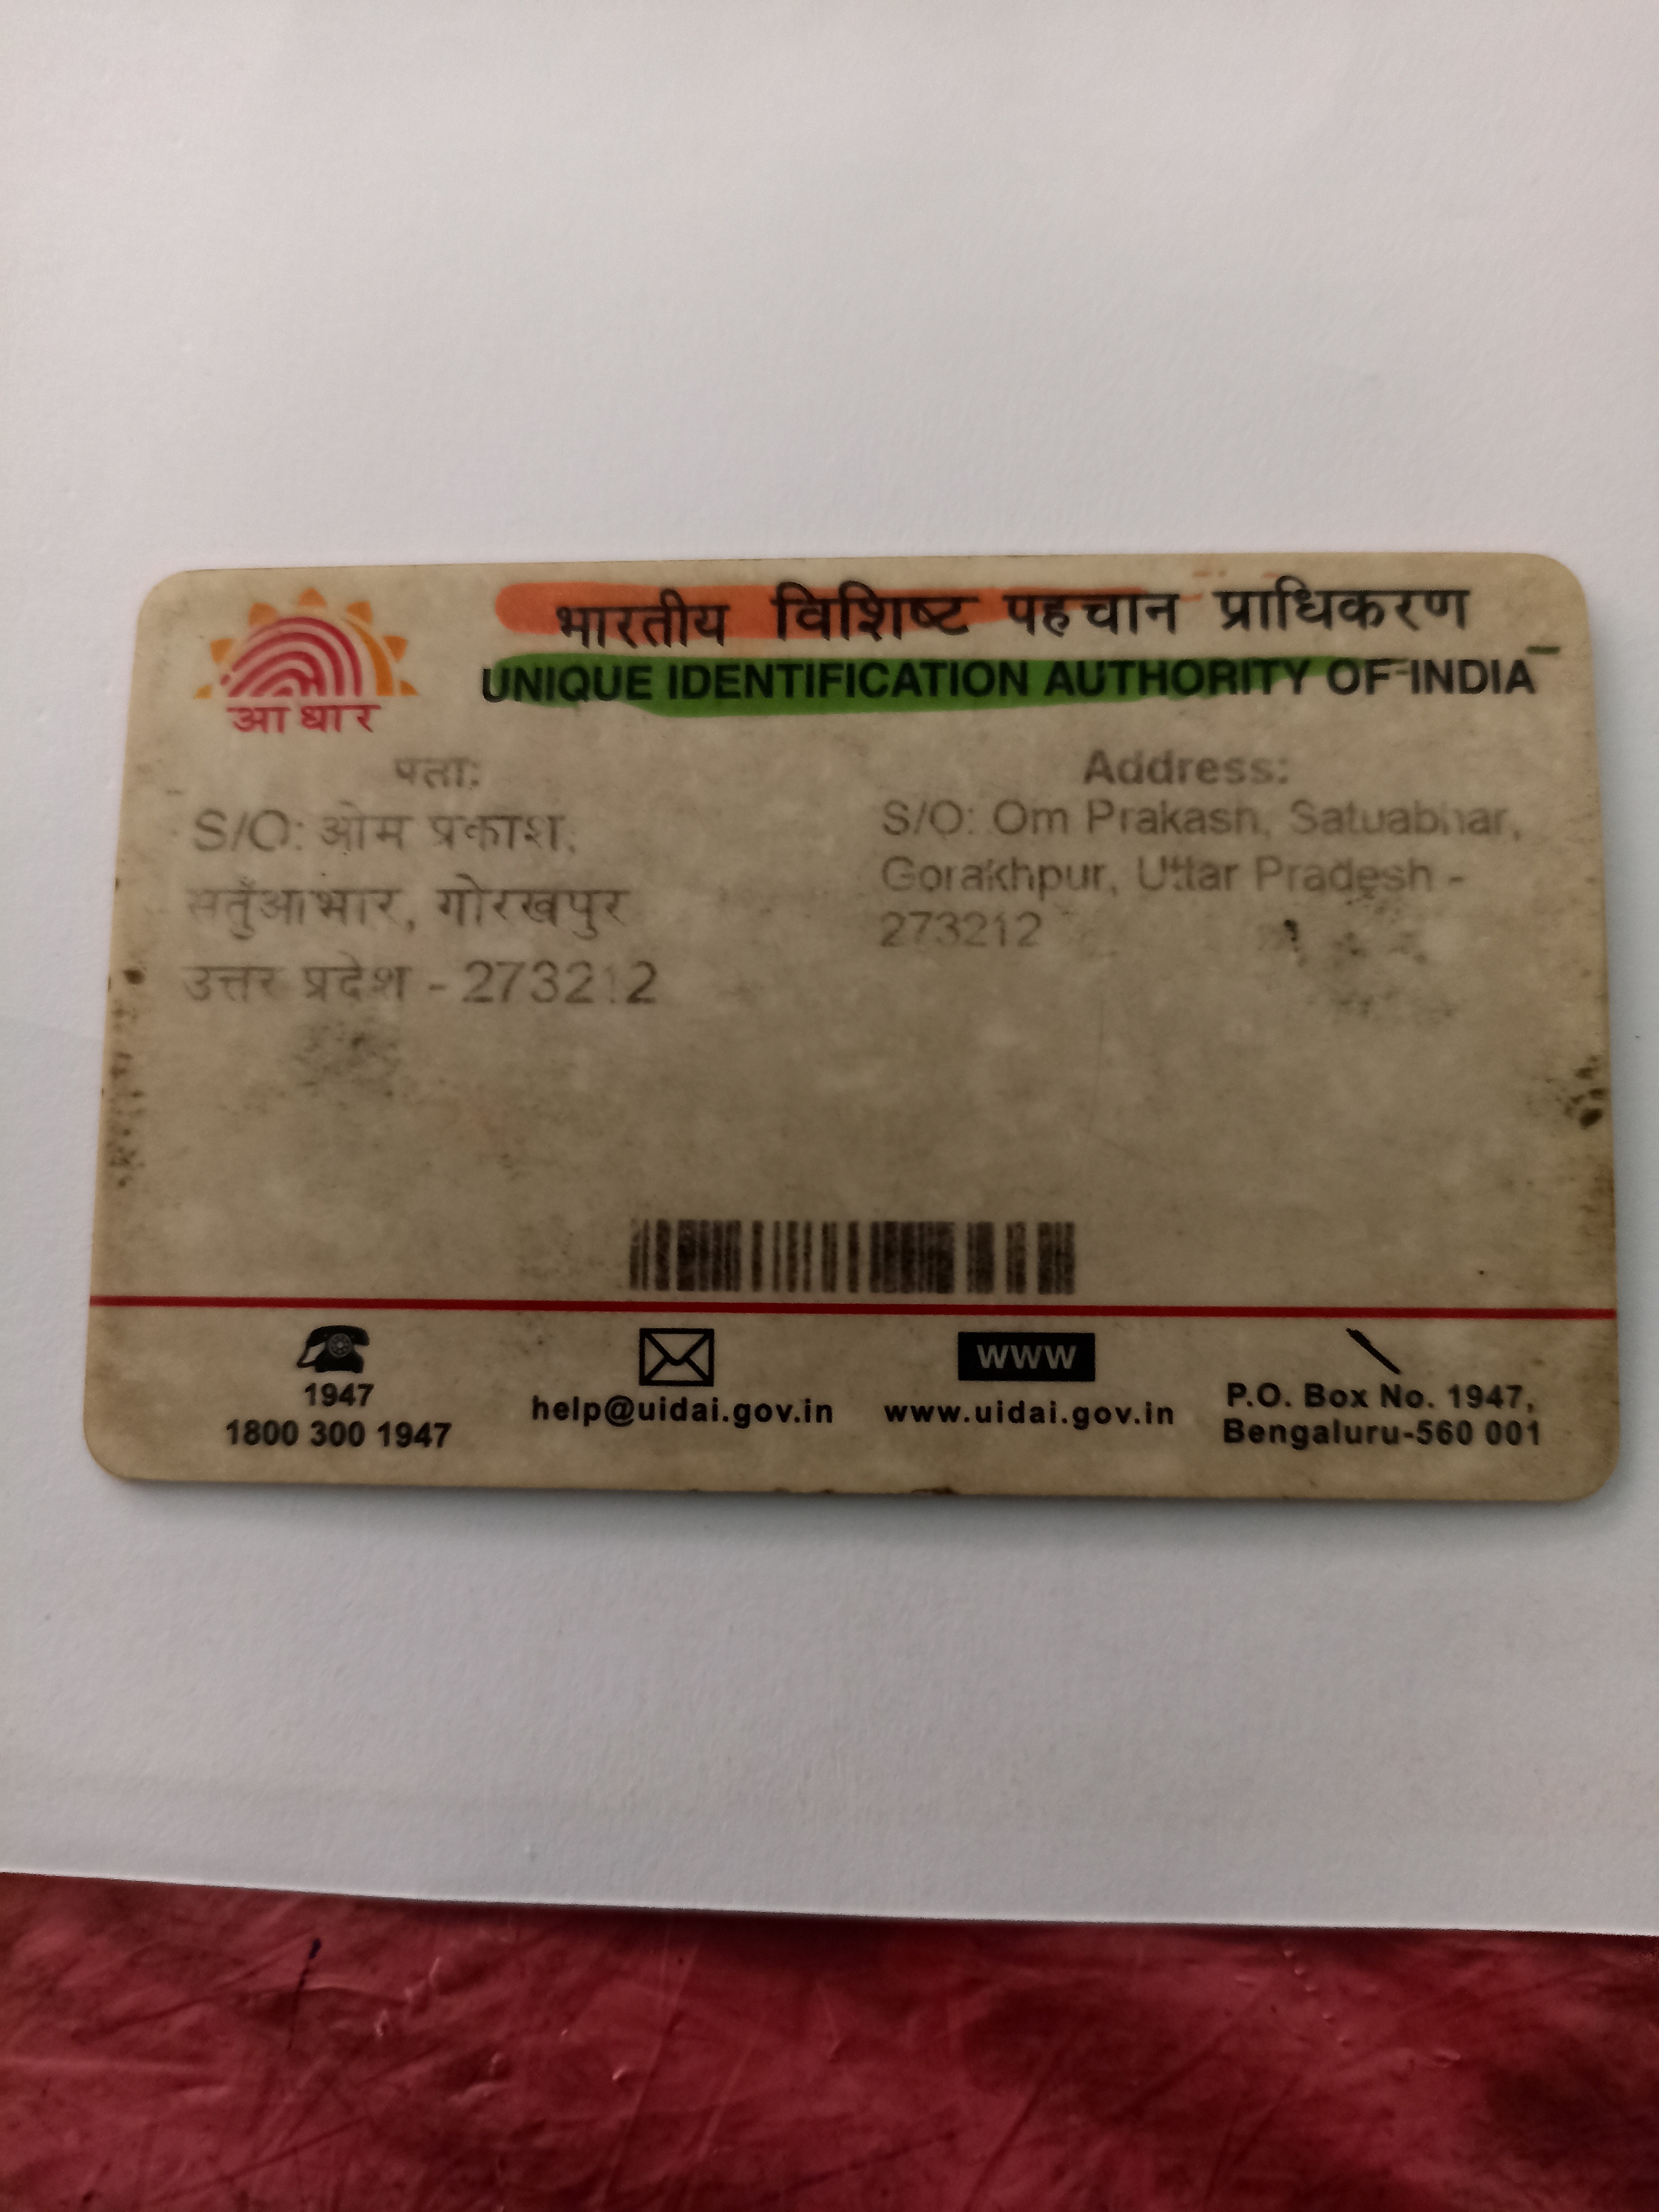 भारतीय विशिष्ट पहचान प्राधिकरण
UNIQUE IDENTIFICATION AUTHORITY OF INDIA
आधार
पताः
S/O: ओम प्रकाश,
सतुँआभार, गोरखपुर
उत्तर प्रदेश - 273212
Address:
S/O: Om Prakash, Satuabhar,
Gorakhpur, Uttar Pradesh -
273212
1947
1800 300 1947
help@uidai.gov.in
www
www.uidai.gov.in
P.O. Box No. 1947,
Bengaluru-560 001